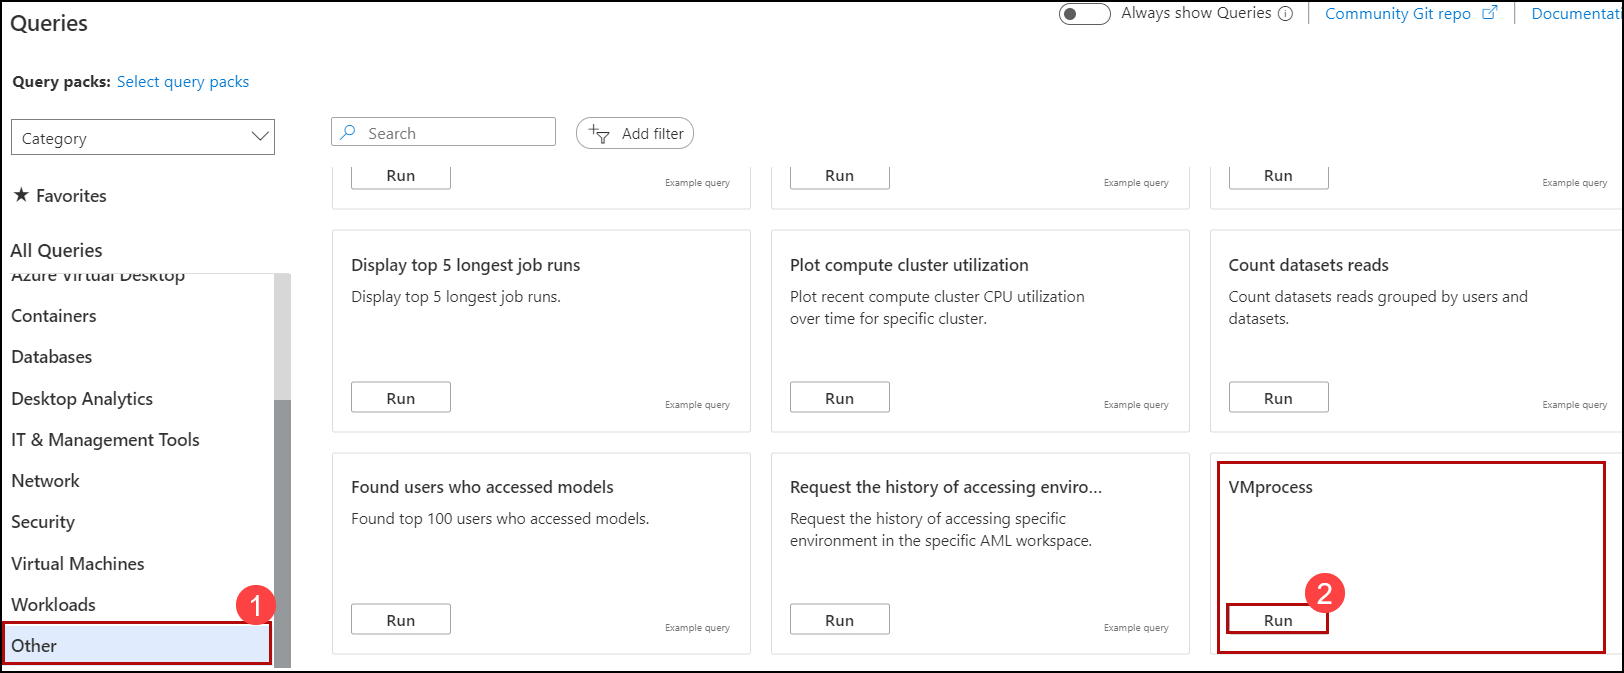 Queries
Always show Queries
Community Git repo
Documentati
Query packs: Select query packs
Category
Search
Add filter
Favorites
All Queries
Azure Virtual Desktop
Containers
Databases
Desktop Analytics
IT & Management Tools
Network
Security
Virtual Machines
Workloads
1
Other
Run
Example query
Run
Example query
Run
Example query
Display top 5 longest job runs
Display top 5 longest job runs.
Run
Example query
Plot compute cluster utilization
Plot recent compute cluster CPU utilization
over time for specific cluster.
Run
Example query
Count datasets reads
Count datasets reads grouped by users and
datasets.
Run
Example query
Found users who accessed models
Found top 100 users who accessed models.
Run
Example query
Request the history of accessing enviro...
Request the history of accessing specific
environment in the specific AML workspace.
Run
Example query
VMprocess
2
Run